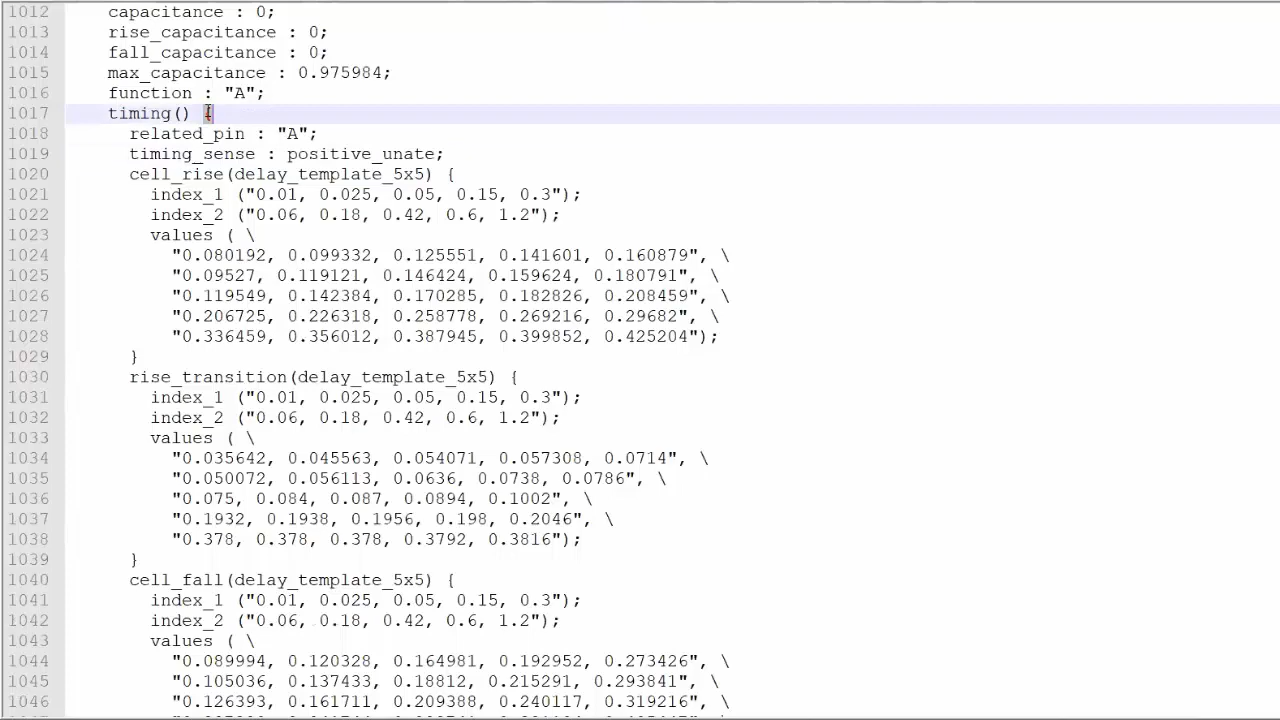 1012 capacitance : 0;
1013 rise_capacitance : 0;
1014 fall_capacitance : 0;
1015 max_capacitance : 0.975984;
1016 function : "A";
1017 timing() {
1018 related_pin : "A";
1019 timing_sense : positive_unate;
1020 cell_rise(delay_template_5x5) {
1021 index_1 ("0.01, 0.025, 0.05, 0.15, 0.3");
1022 index_2 ("0.06, 0.18, 0.42, 0.6, 1.2");
1023 values ( \
1024 "0.080192, 0.099332, 0.125551, 0.141601, 0.160879", \
1025 "0.09527, 0.119121, 0.146424, 0.159624, 0.180791", \
1026 "0.119549, 0.142384, 0.170285, 0.182826, 0.208459", \
1027 "0.206725, 0.226318, 0.258778, 0.269216, 0.29682", \
1028 "0.336459, 0.356012, 0.387945, 0.399852, 0.425204");
1029 }
1030 rise_transition(delay_template_5x5) {
1031 index_1 ("0.01, 0.025, 0.05, 0.15, 0.3");
1032 index_2 ("0.06, 0.18, 0.42, 0.6, 1.2");
1033 values ( \
1034 "0.035642, 0.045563, 0.054071, 0.057308, 0.0714", \
1035 "0.050072, 0.056113, 0.0636, 0.0738, 0.0786", \
1036 "0.075, 0.084, 0.087, 0.0894, 0.1002", \
1037 "0.1932, 0.1938, 0.1956, 0.198, 0.2046", \
1038 "0.378, 0.378, 0.378, 0.3792, 0.3816");
1039 }
1040 cell_fall(delay_template_5x5) {
1041 index_1 ("0.01, 0.025, 0.05, 0.15, 0.3");
1042 index_2 ("0.06, 0.18, 0.42, 0.6, 1.2");
1043 values ( \
1044 "0.089994, 0.120328, 0.164981, 0.192952, 0.273426", \
1045 "0.105036, 0.137433, 0.18812, 0.215291, 0.293841", \
1046 "0.126393, 0.161711, 0.209388, 0.240117, 0.319216", \